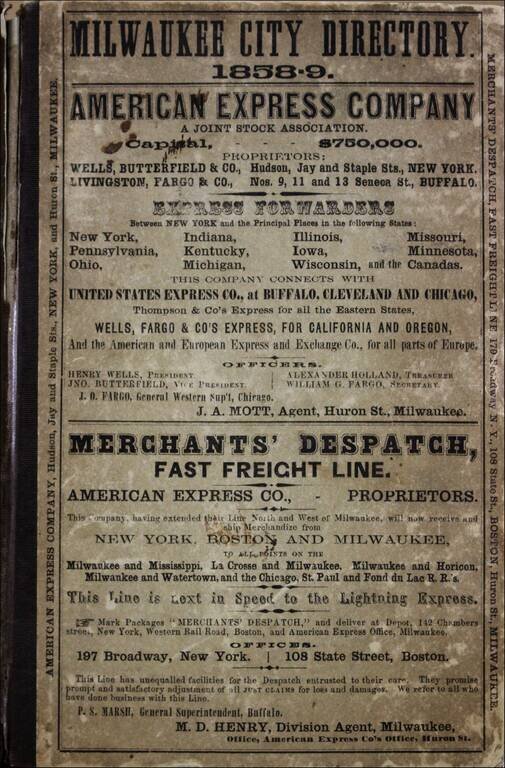 MILWAUKEE CITY DIRECTORY.
1858-9.
AMERICAN EXPRESS COMPANY
A JOINT STOCK ASSOCIATION.
Capital, - - $750,000.
PROPRIETORS:
WELLS, BUTTERFIELD & CO., Hudson, Jay and Staple Sts., NEW YORK.
LIVINGSTON, FARGO & CO., Nos. 9, 11 and 13 Seneca St., BUFFALO.
EXPRESS FORWARDERS
Between NEW YORK and the Principal Places in the following States:
New York, Indiana, Illinois, Missouri,
Pennsylvania, Kentucky, Iowa, Minnesota,
Ohio, Michigan, Wisconsin, and the Canadas.
THIS COMPANY CONNECTS WITH
UNITED STATES EXPRESS CO., at BUFFALO, CLEVELAND AND CHICAGO,
Thompson & Co's Express for all the Eastern States,
WELLS, FARGO & CO'S EXPRESS, FOR CALIFORNIA AND OREGON,
And the American and European Express and Exchange Co., for all parts of Europe.
OFFICERS.
HENRY WELLS, PRESIDENT ALEXANDER HOLLAND, TREASURER
JNO. BUTTERFIELD, VICE PRESIDENT WILLIAM G. FARGO, SECRETARY.
J. O. FARGO, General Western Sup't, Chicago.
J. A. MOTT, Agent, Huron St., Milwaukee.
MERCHANTS' DESPATCH,
FAST FREIGHT LINE.
AMERICAN EXPRESS CO., - PROPRIETORS.
This Company, having extended their Line North and West of Milwaukee, will now receive and
ship Merchandize from
NEW YORK, BOSTON AND MILWAUKEE,
TO ALL POINTS ON THE
Milwaukee and Mississippi, La Crosse and Milwaukee, Milwaukee and Horicon,
Milwaukee and Watertown, and the Chicago, St. Paul and Fond du Lac R. R.'s.
This Line is next in Speed to the Lightning Express.
Mark Packages "MERCHANTS' DESPATCH," and deliver at Depot, 142 Chambers
street, New York, Western Rail Road, Boston, and American Express Office, Milwaukee.
OFFICES.
197 Broadway, New York. | 108 State Street, Boston.
This Line has unequalled facilities for the Despatch entrusted to their care. They promise
prompt and satisfactory adjustment of all JUST CLAIMS for loss and damages. We refer to all who
have done business with this Line.
P. S. MARSH, General Superintendent, Buffalo.
M. D. HENRY, Division Agent, Milwaukee,
Office, American Express Co's Office, Huron St.
AMERICAN EXPRESS COMPANY, Hudson, Jay and Staple Sts., NEW YORK, and Huron St., MILWAUKEE.
MERCHANTS' DESPATCH, FAST FREIGHT LINE Broadway N. Y., 108 State St., BOSTON Huron St., MILWAUKEE.